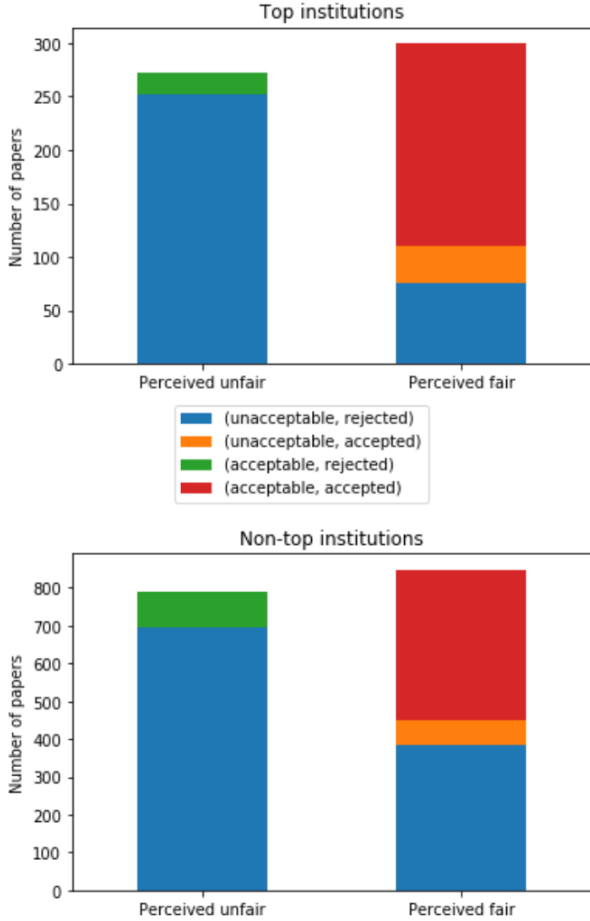 Top institutions
300
250
200
150
100
50
0
Number of papers
Perceived unfair
Perceived fair
(unacceptable, rejected)
(unacceptable, accepted)
(acceptable, rejected)
(acceptable, accepted)
Non-top institutions
800
700
600
500
400
300
200
100
0
Number of papers
Perceived unfair
Perceived fair